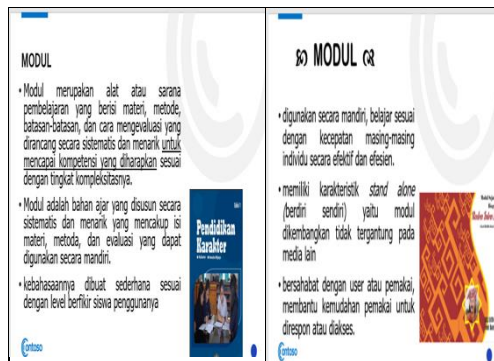 MODUL
• Modul merupakan alat atau sarana
pembelajaran yang berisi materi, metode,
batasan-batasan, dan cara mengevaluasi yang
dirancang secara sistematis dan menarik untuk
mencapai kompetensi yang diharapkan sesuai
dengan tingkat kompleksitasnya.
• Modul adalah bahan ajar yang disusun secara
sistematis dan menarik yang mencakup isi
materi, metoda, dan evaluasi yang dapat
digunakan secara mandiri.
• kebahasaannya dibuat sederhana sesuai
dengan level berfikir siswa penggunanya
Pendidikan
Karakter
Contoso
MODUL
• digunakan secara mandiri, belajar sesuai
dengan kecepatan masing-masing
individu secara efektif dan efesien.
• memiliki karakteristik stand alone
(berdiri sendiri) yaitu modul
dikembangkan tidak tergantung pada
media lain
• bersahabat dengan user atau pemakai,
membantu kemudahan pemakai untuk
direspon atau diakses.
Contoso